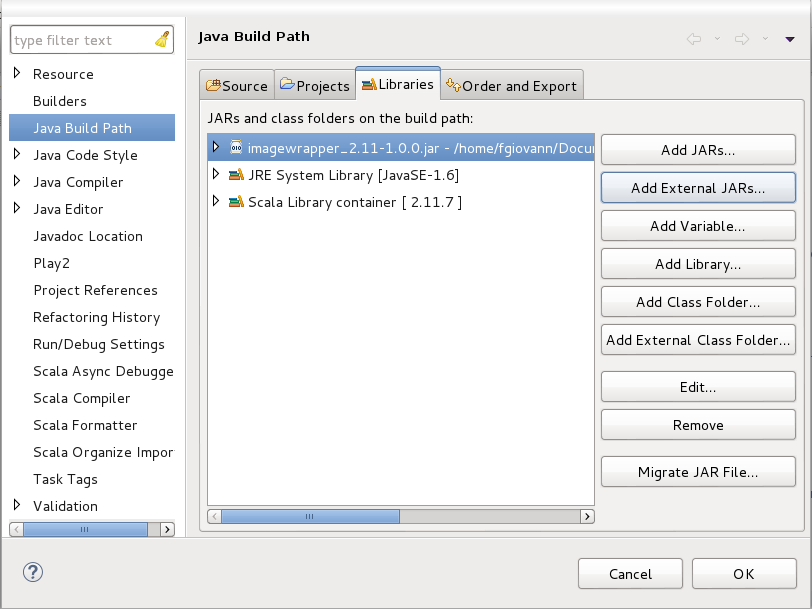 type filter text
Resource
Builders
Java Build Path
Java Code Style
Java Compiler
Java Editor
Javadoc Location
Play2
Project References
Refactoring History
Run/Debug Settings
Scala Async Debugge
Scala Compiler
Scala Formatter
Scala Organize Impor
Task Tags
Validation
Java Build Path
Source Projects Libraries Order and Export
JARs and class folders on the build path:
imagewrapper_2.11-1.0.0.jar - /home/fgiovann/Docu
JRE System Library [JavaSE-1.6]
Scala Library container [ 2.11.7 ]
Add JARs...
Add External JARs...
Add Variable...
Add Library...
Add Class Folder...
Add External Class Folder...
Edit...
Remove
Migrate JAR File...
?
Cancel
OK